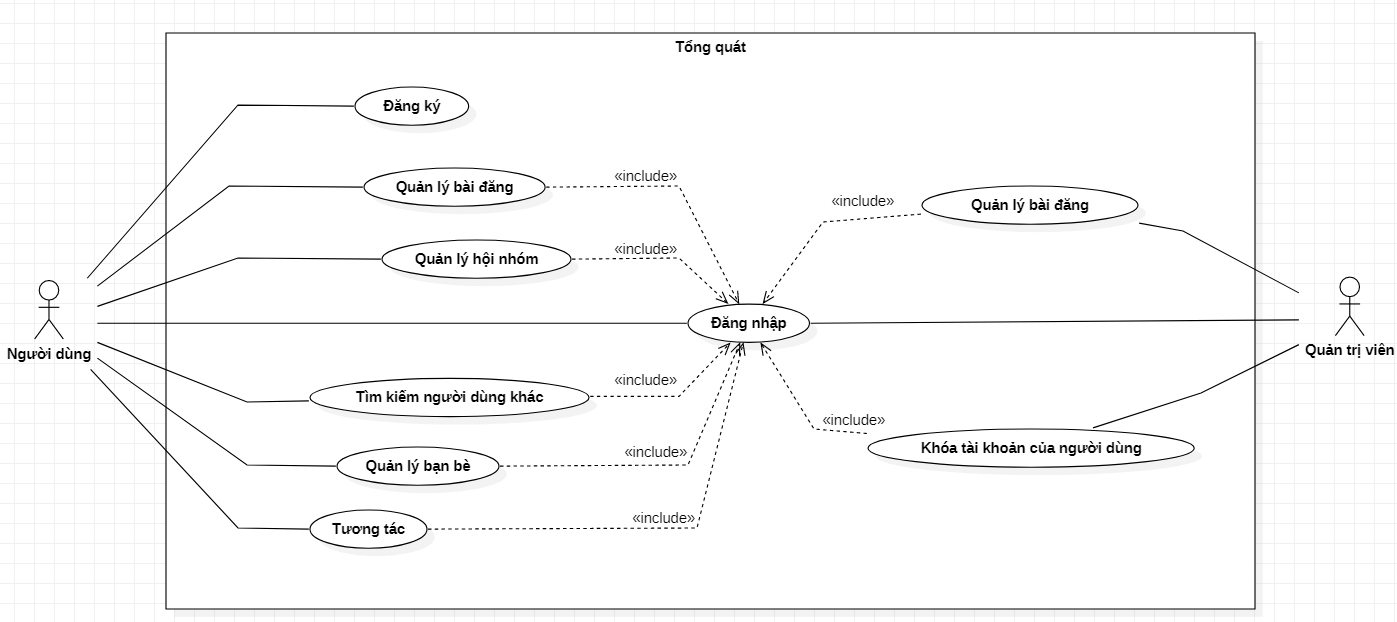 Tổng quát
Đăng ký
Quản lý bài đăng
«include»
«include»
Quản lý bài đăng
Quản lý hội nhóm
«include»
Đăng nhập
Người dùng
Quản trị viên
Tìm kiếm người dùng khác
«include»
«include»
Khóa tài khoản của người dùng
Quản lý bạn bè
«include»
Tương tác
«include»